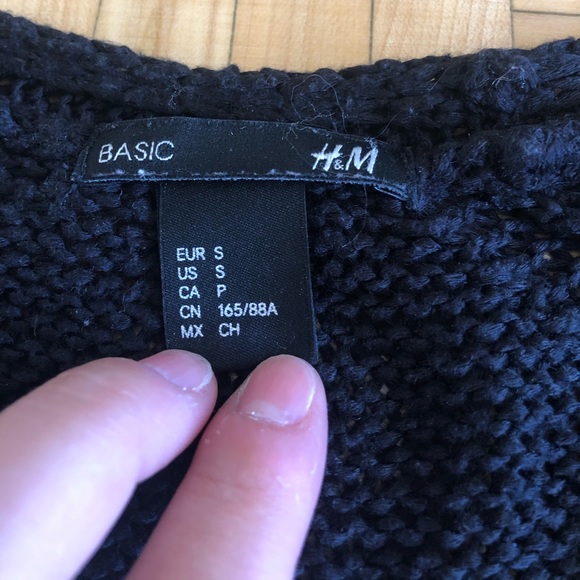 BASIC H&M
EUR S
US S
CA P
CN 165/88A
MX CH